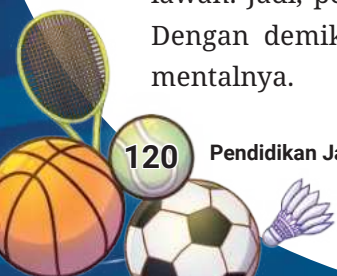 lawan. Jadi, pe
Dengan demik
mentalnya.
120 Pendidikan Ja